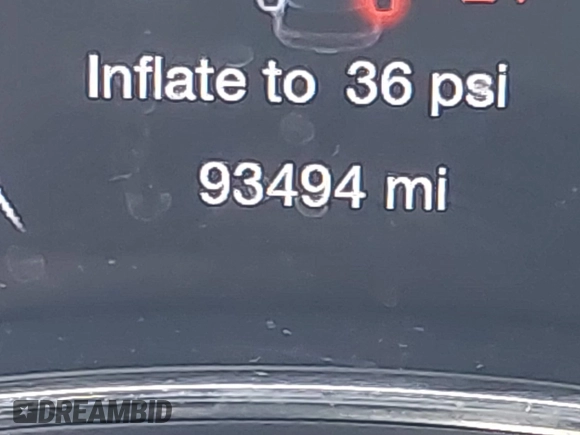 Inflate to 36 psi
93494 mi
DREAMBID